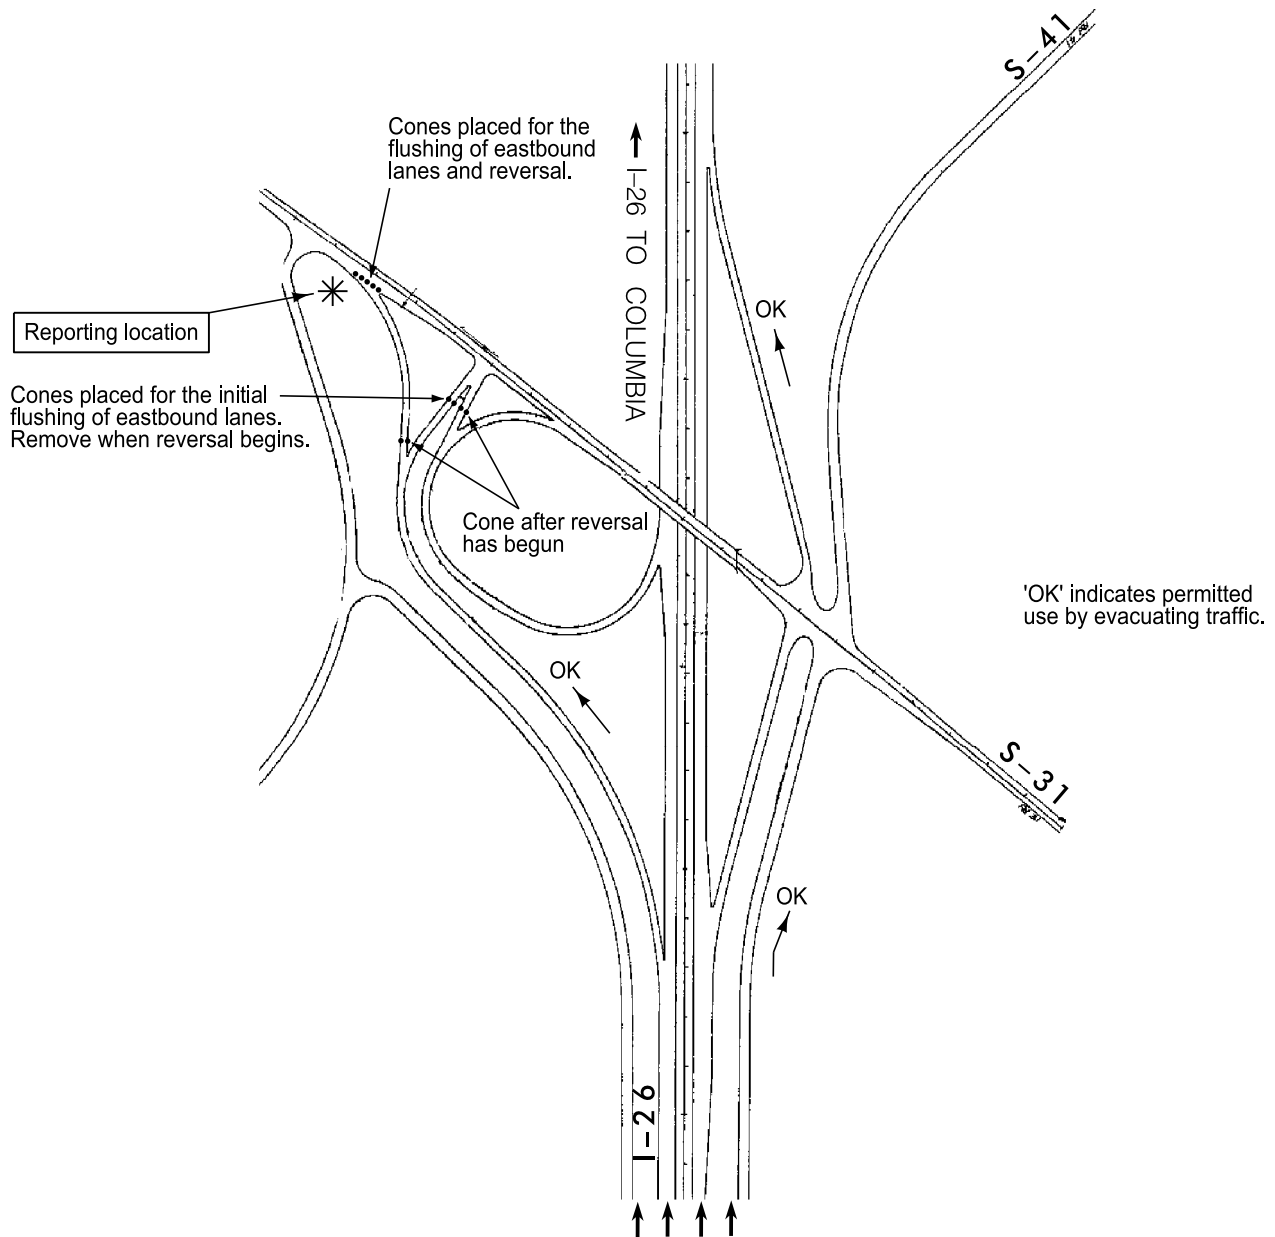 S-41
Cones placed for the
flushing of eastbound
lanes and reversal.
I-26 TO COLUMBIA
OK
Reporting location
Cones placed for the initial
flushing of eastbound lanes.
Remove when reversal begins.
Cone after reversal
has begun
'OK' indicates permitted
use by evacuating traffic.
OK
S-31
OK
I-26